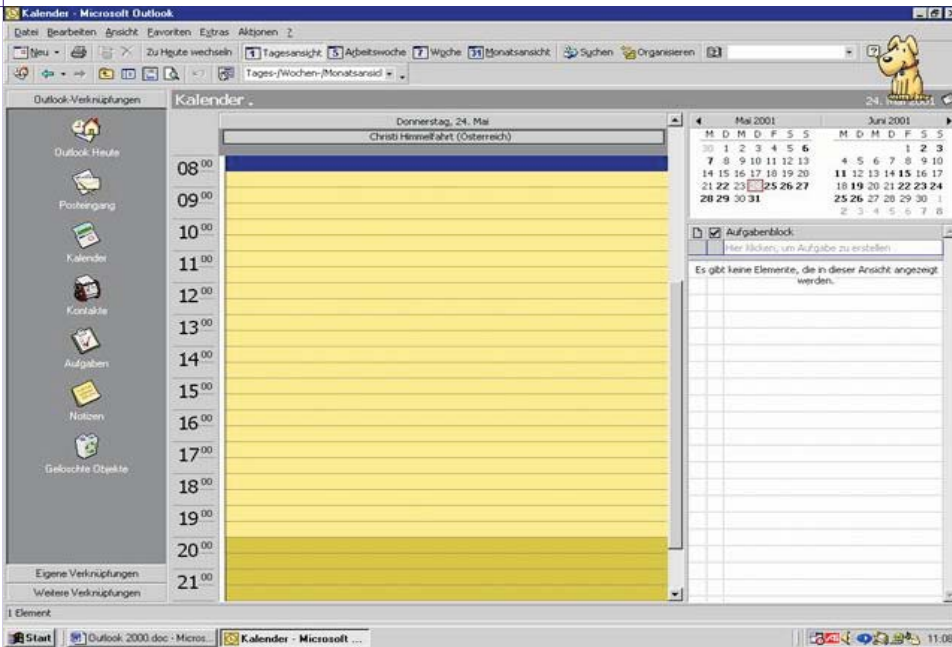 Kalender - Microsoft Outlook
Datei Bearbeiten Ansicht Favoriten Extras Aktionen ?
Neu Zu Heute wechseln 1 Tagesansicht 5 Arbeitswoche 7 Woche 31 Monatsansicht Suchen Organisieren
Tages-/Wochen-/Monatsansicl
Outlook-Verknüpfungen
Kalender .
24. Mai 2001
Outlook Heute
Posteingang
Kalender
Kontakte
Aufgaben
Notizen
Gelöschte Objekte
Eigene Verknüpfungen
Weitere Verknüpfungen
Donnerstag, 24. Mai
Christi Himmelfahrt (Österreich)
08 00
09 00
10 00
11 00
12 00
13 00
14 00
15 00
16 00
17 00
18 00
19 00
20 00
21 00
Mai 2001
M D M D F S S
30 1 2 3 4 5 6
7 8 9 10 11 12 13
14 15 16 17 18 19 20
21 22 23 25 26 27
28 29 30 31
Juni 2001
M D M D F S S
1 2 3
4 5 6 7 8 9 10
11 12 13 14 15 16 17
18 19 20 21 22 23 24
25 26 27 28 29 30 1
2 3 4 5 6 7 8
Aufgabenblock
Hier klicken, um Aufgabe zu erstellen
Es gibt keine Elemente, die in dieser Ansicht angezeigt
werden.
1 Element
Start Outlook 2000.doc - Micros... Kalender - Microsoft ... 11:08